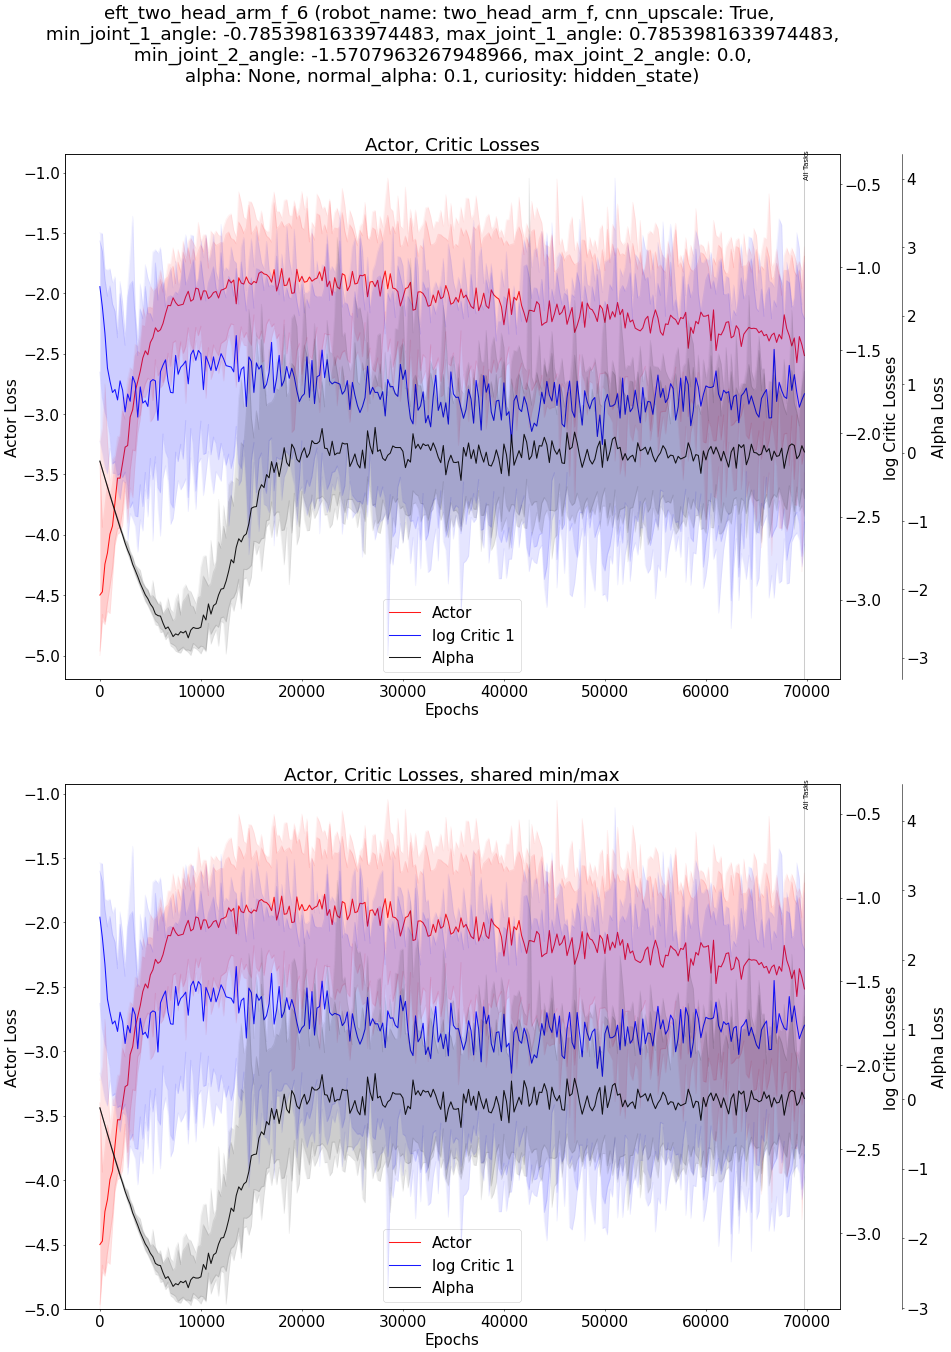 eft_two_head_arm_f_6 (robot_name: two_head_arm_f, cnn_upscale: True,
min_joint_1_angle: -0.7853981633974483, max_joint_1_angle: 0.7853981633974483,
min_joint_2_angle: -1.5707963267948966, max_joint_2_angle: 0.0,
alpha: None, normal_alpha: 0.1, curiosity: hidden_state)
Actor, Critic Losses
All Tasks
−1.0
−1.5
−2.0
−2.5
−3.0
−3.5
−4.0
−4.5
−5.0
Actor Loss
−0.5
−1.0
−1.5
−2.0
−2.5
−3.0
log Critic Losses
4
3
2
1
0
−1
−2
−3
Alpha Loss
Actor
log Critic 1
Alpha
0
10000
20000
30000
40000
50000
60000
70000
Epochs
Actor, Critic Losses, shared min/max
All Tasks
−1.0
−1.5
−2.0
−2.5
−3.0
−3.5
−4.0
−4.5
−5.0
Actor Loss
−0.5
−1.0
−1.5
−2.0
−2.5
−3.0
log Critic Losses
4
3
2
1
0
−1
−2
−3
Alpha Loss
Actor
log Critic 1
Alpha
0
10000
20000
30000
40000
50000
60000
70000
Epochs